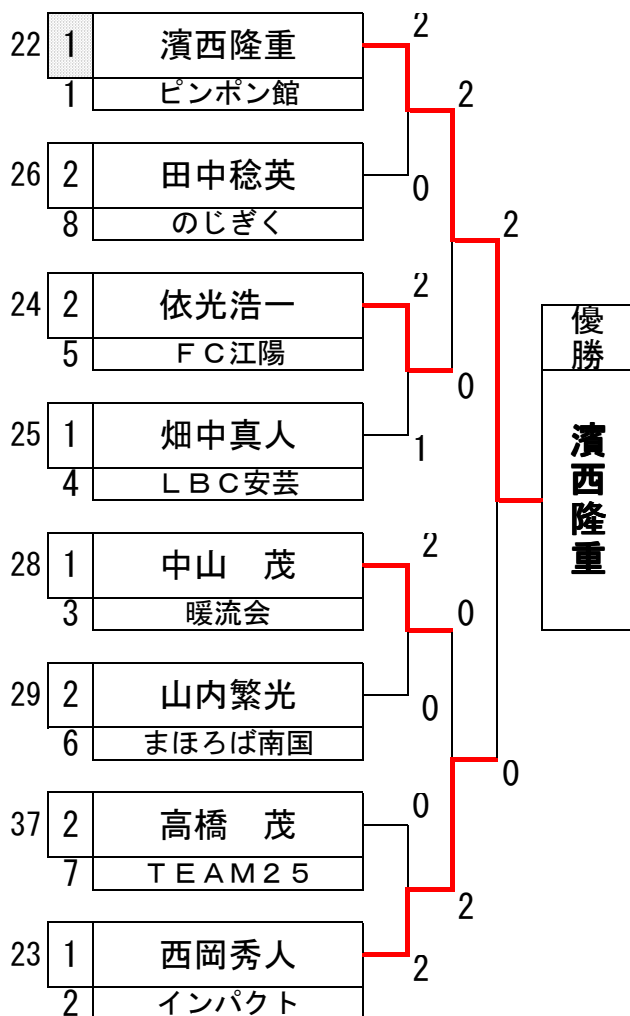 22 1 濱西隆重 2
1 ピンポン館 2
26 2 田中稔英 0
8 のじぎく 2
24 2 依光浩一 2
5 ＦＣ江陽 0
優勝
25 1 畑中真人 1
4 ＬＢＣ安芸
濱西隆重
28 1 中山　茂 2
3 暖流会 0
29 2 山内繁光 0
6 まほろば南国 0
37 2 高橋　茂 0
7 ＴＥＡＭ２５ 2
23 1 西岡秀人 2
2 インパクト